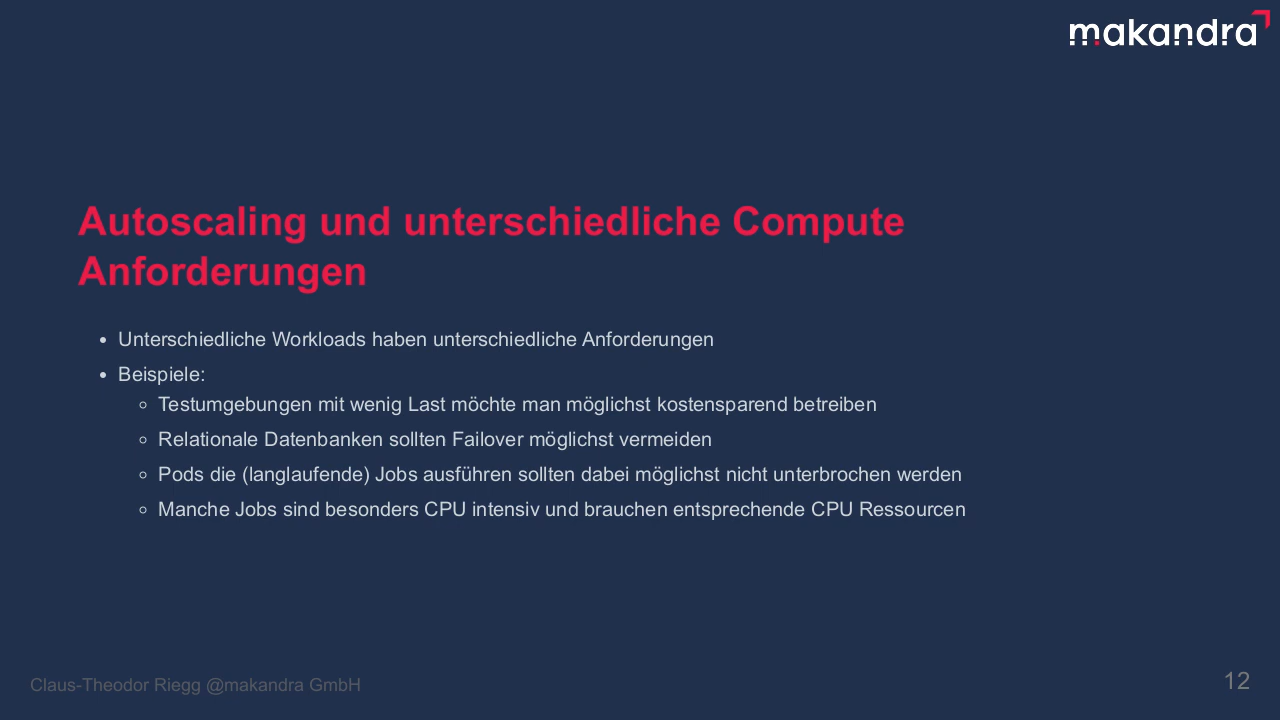 makandra
Autoscaling und unterschiedliche Compute
Anforderungen
Unterschiedliche Workloads haben unterschiedliche Anforderungen
Beispiele:
Testumgebungen mit wenig Last möchte man möglichst kostensparend betreiben
Relationale Datenbanken sollten Failover möglichst vermeiden
Pods die (langlaufende) Jobs ausführen sollten dabei möglichst nicht unterbrochen werden
Manche Jobs sind besonders CPU intensiv und brauchen entsprechende CPU Ressourcen
Claus-Theodor Riegg @makandra GmbH
12